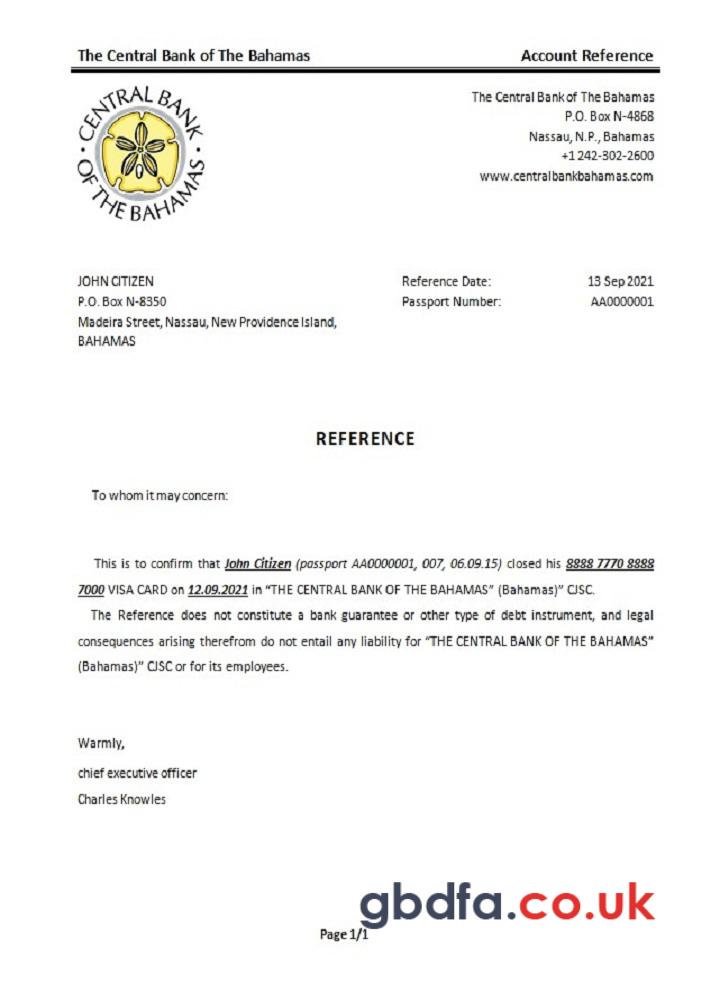 The Central Bank of The Bahamas Account Reference
CENTRAL BANK
OF THE BAHAMAS
The Central Bank of The Bahamas
P.O. Box N-4868
Nassau, N.P., Bahamas
+1 242-302-2600
www.centralbankbahamas.com
JOHN CITIZEN
P.O. Box N-8350
Madeira Street, Nassau, New Providence Island,
BAHAMAS
Reference Date: 13 Sep 2021
Passport Number: AA0000001
REFERENCE
To whom it may concern:
This is to confirm that John Citizen (passport AA0000001, 007, 06.09.15) closed his 8888 7770 8888
7000 VISA CARD on 12.09.2021 in “THE CENTRAL BANK OF THE BAHAMAS” (Bahamas)” CJSC.
The Reference does not constitute a bank guarantee or other type of debt instrument, and legal
consequences arising therefrom do not entail any liability for “THE CENTRAL BANK OF THE BAHAMAS”
(Bahamas)” CJSC or for its employees.
Warmly,
chief executive officer
Charles Knowles
gbdfa.co.uk
Page 1/1